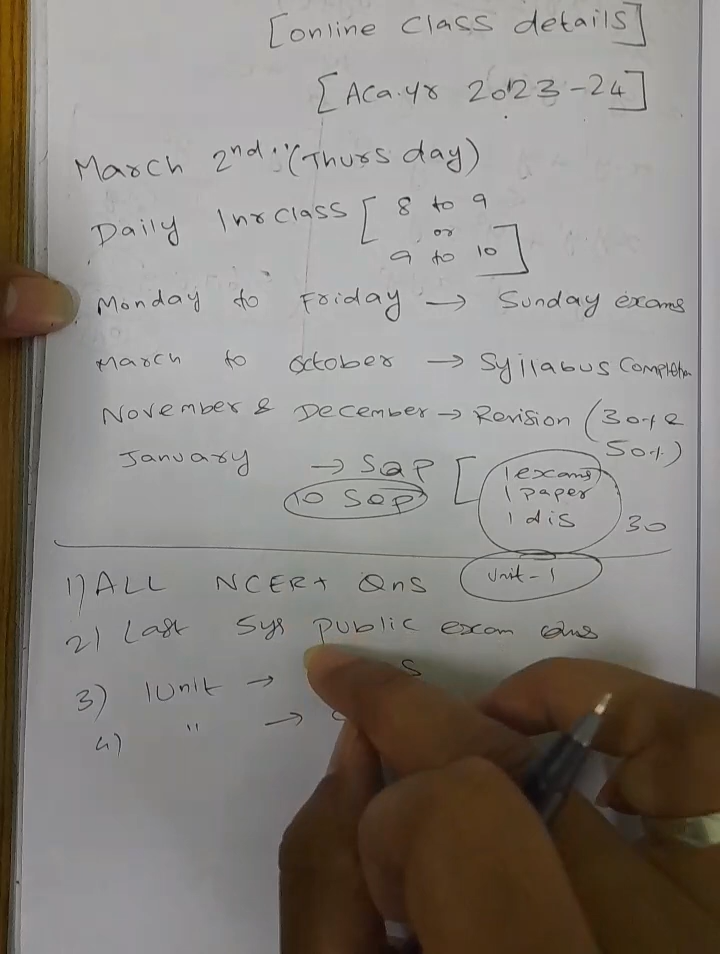 [online class details]
[Aca.yr 2023-24]
March 2nd :(Thursday)
Daily 1hr class [8 to 9
or
9 to 10]
Monday to Friday → Sunday exams
March to october → Syllabus Completion
November & December → Revision (30% &
50%)
January → SQP [1 exams
10 SQP 1 paper
1 dis 30
1) ALL NCERT Qns Unit-1
2) Last 5yr public exam Qns
3) 1Unit → S
4) " →